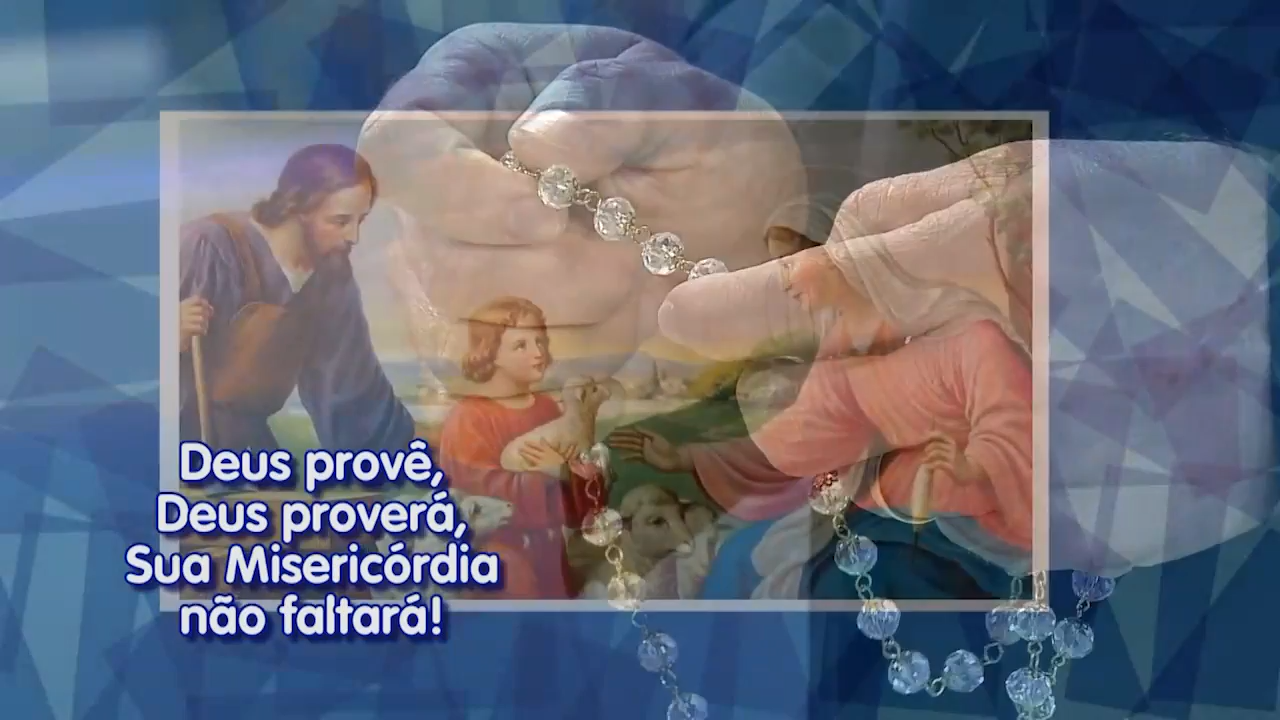 Deus provê,
Deus proverá,
Sua Misericórdia
não faltará!